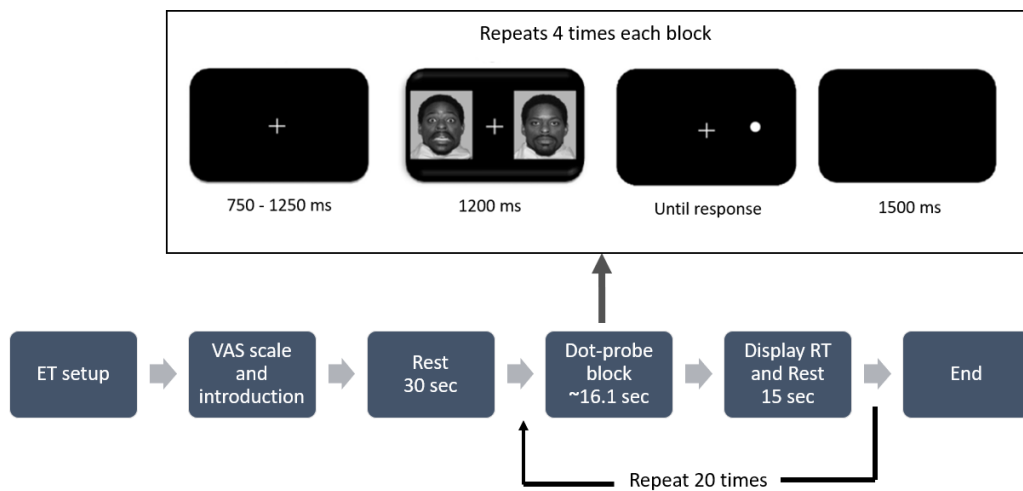 Repeats 4 times each block
750 - 1250 ms
1200 ms
Until response
1500 ms
ET setup
VAS scale
and
introduction
Rest
30 sec
Dot-probe
block
~16.1 sec
Display RT
and Rest
15 sec
End
Repeat 20 times